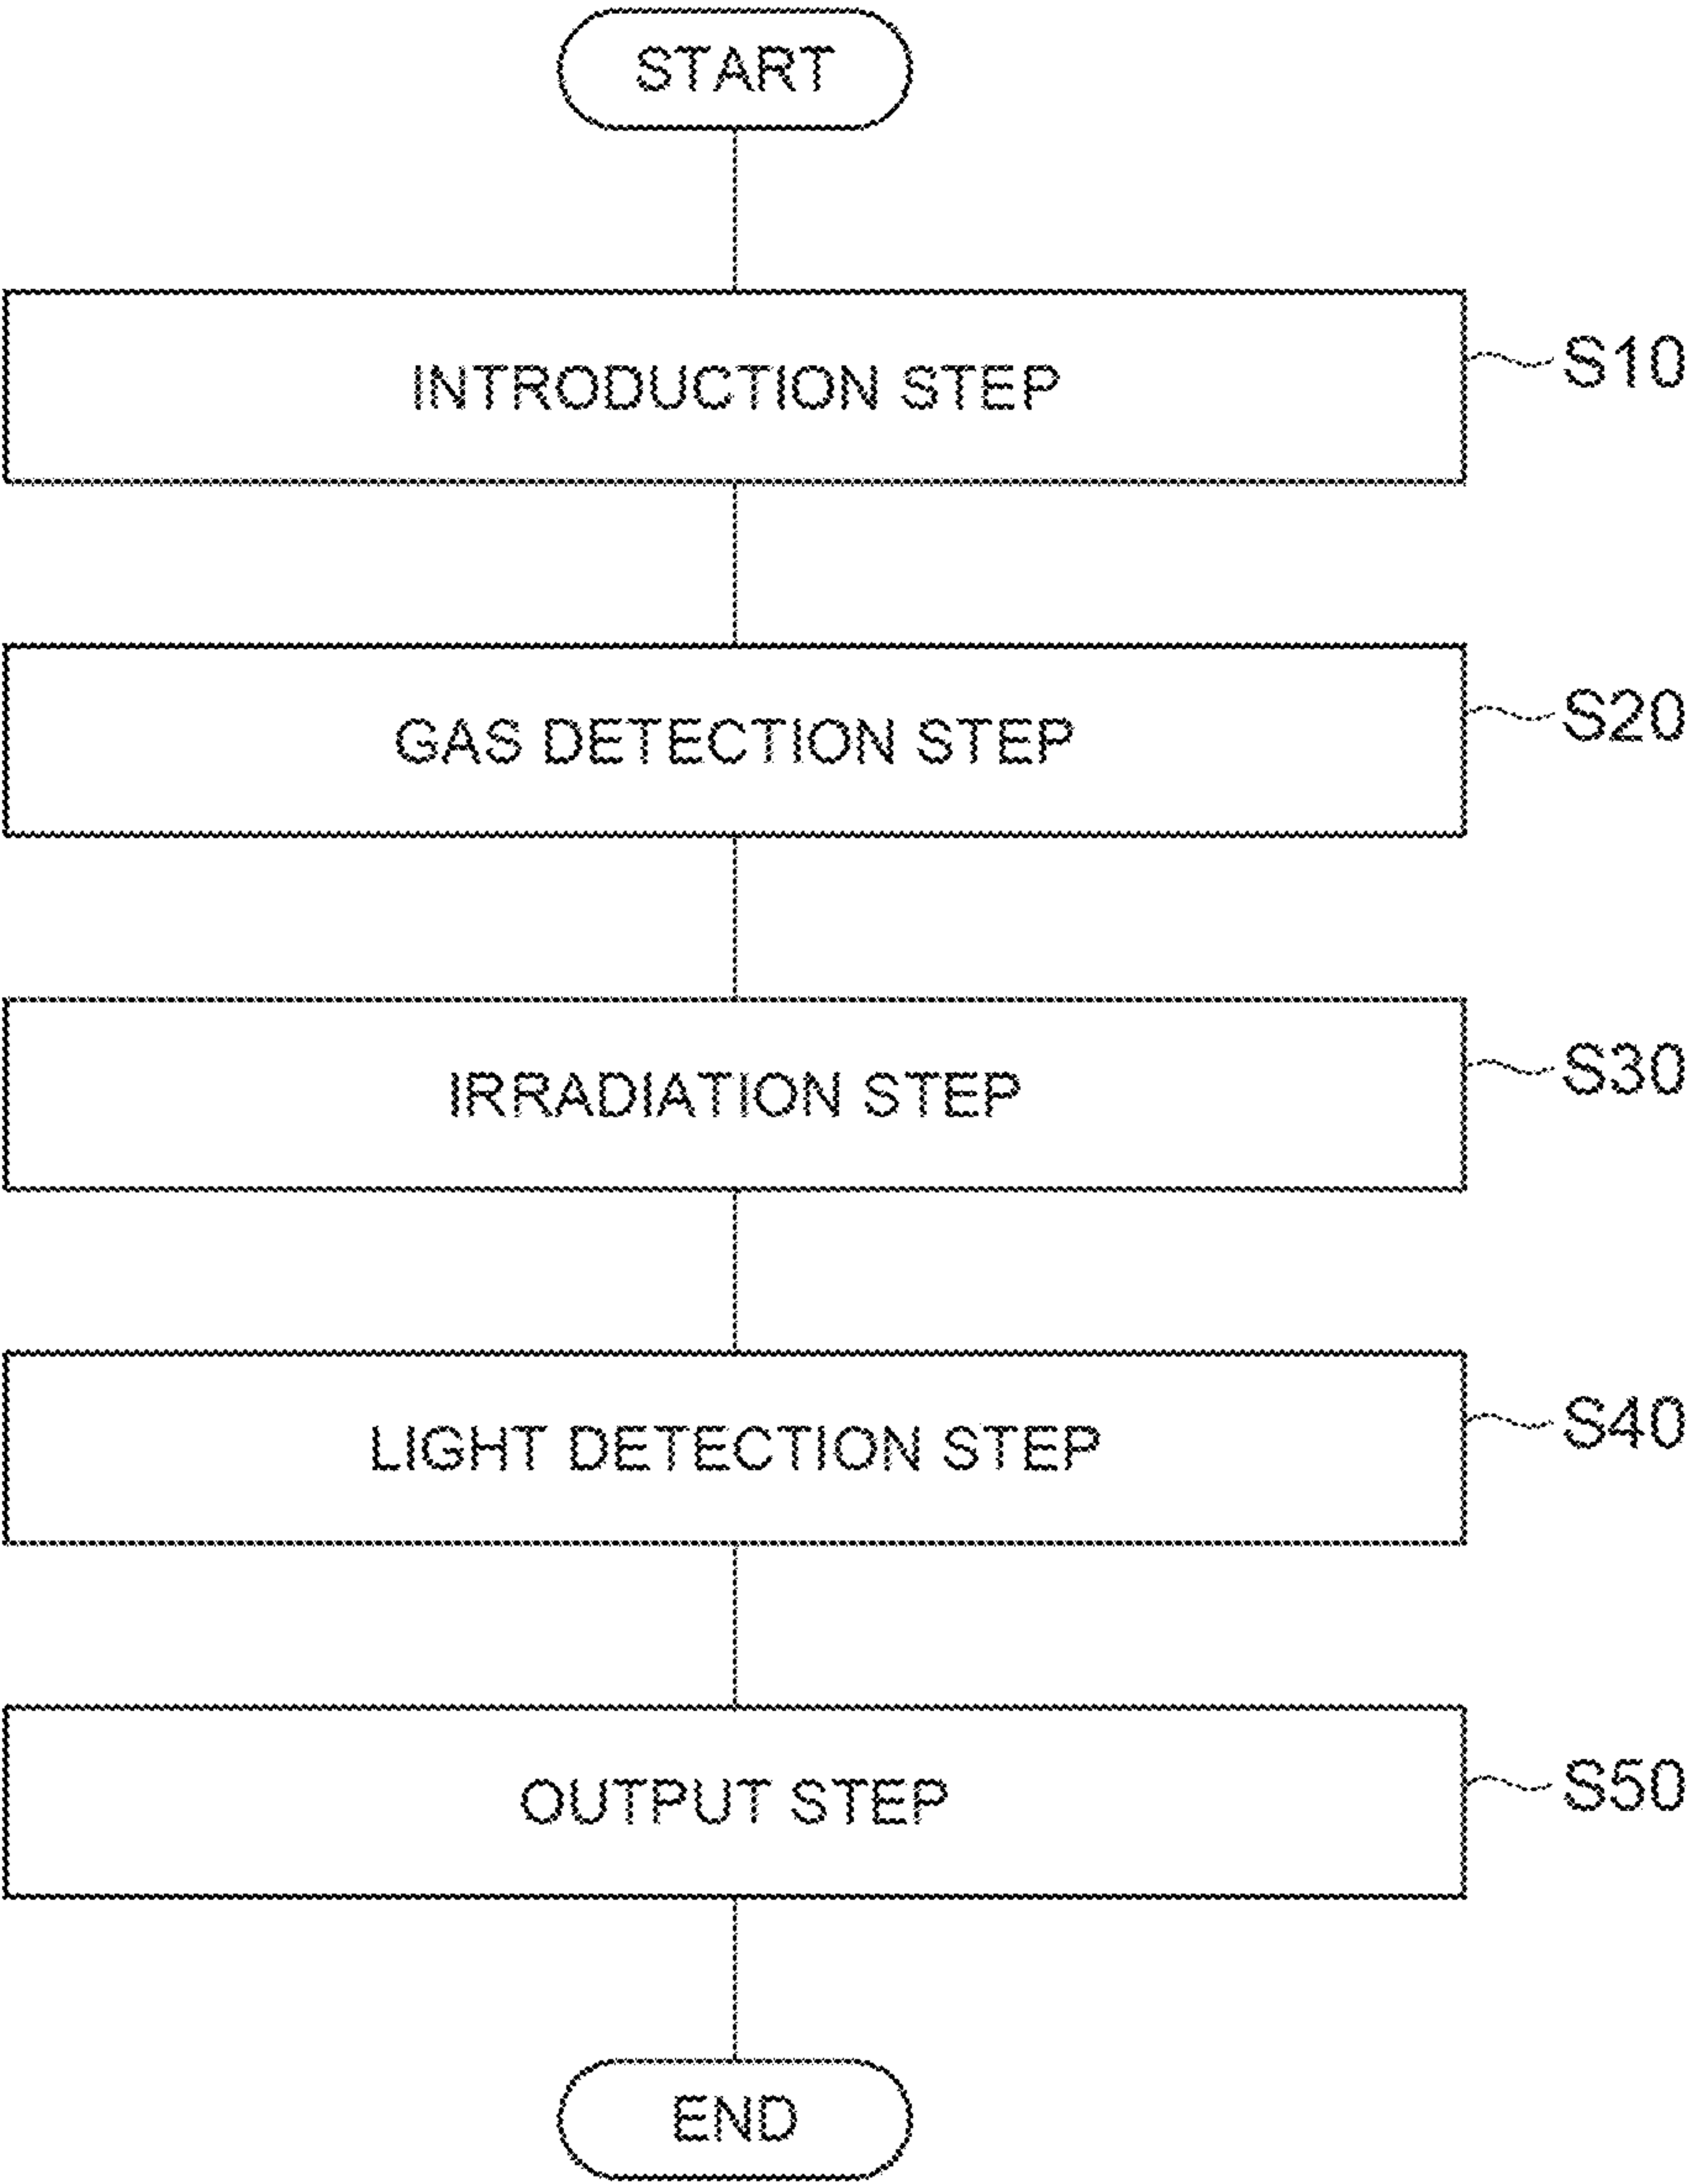 START
INTRODUCTION STEP
S10
GAS DETECTION STEP
S20
IRRADIATION STEP
S30
LIGHT DETECTION STEP
S40
OUTPUT STEP
S50
END